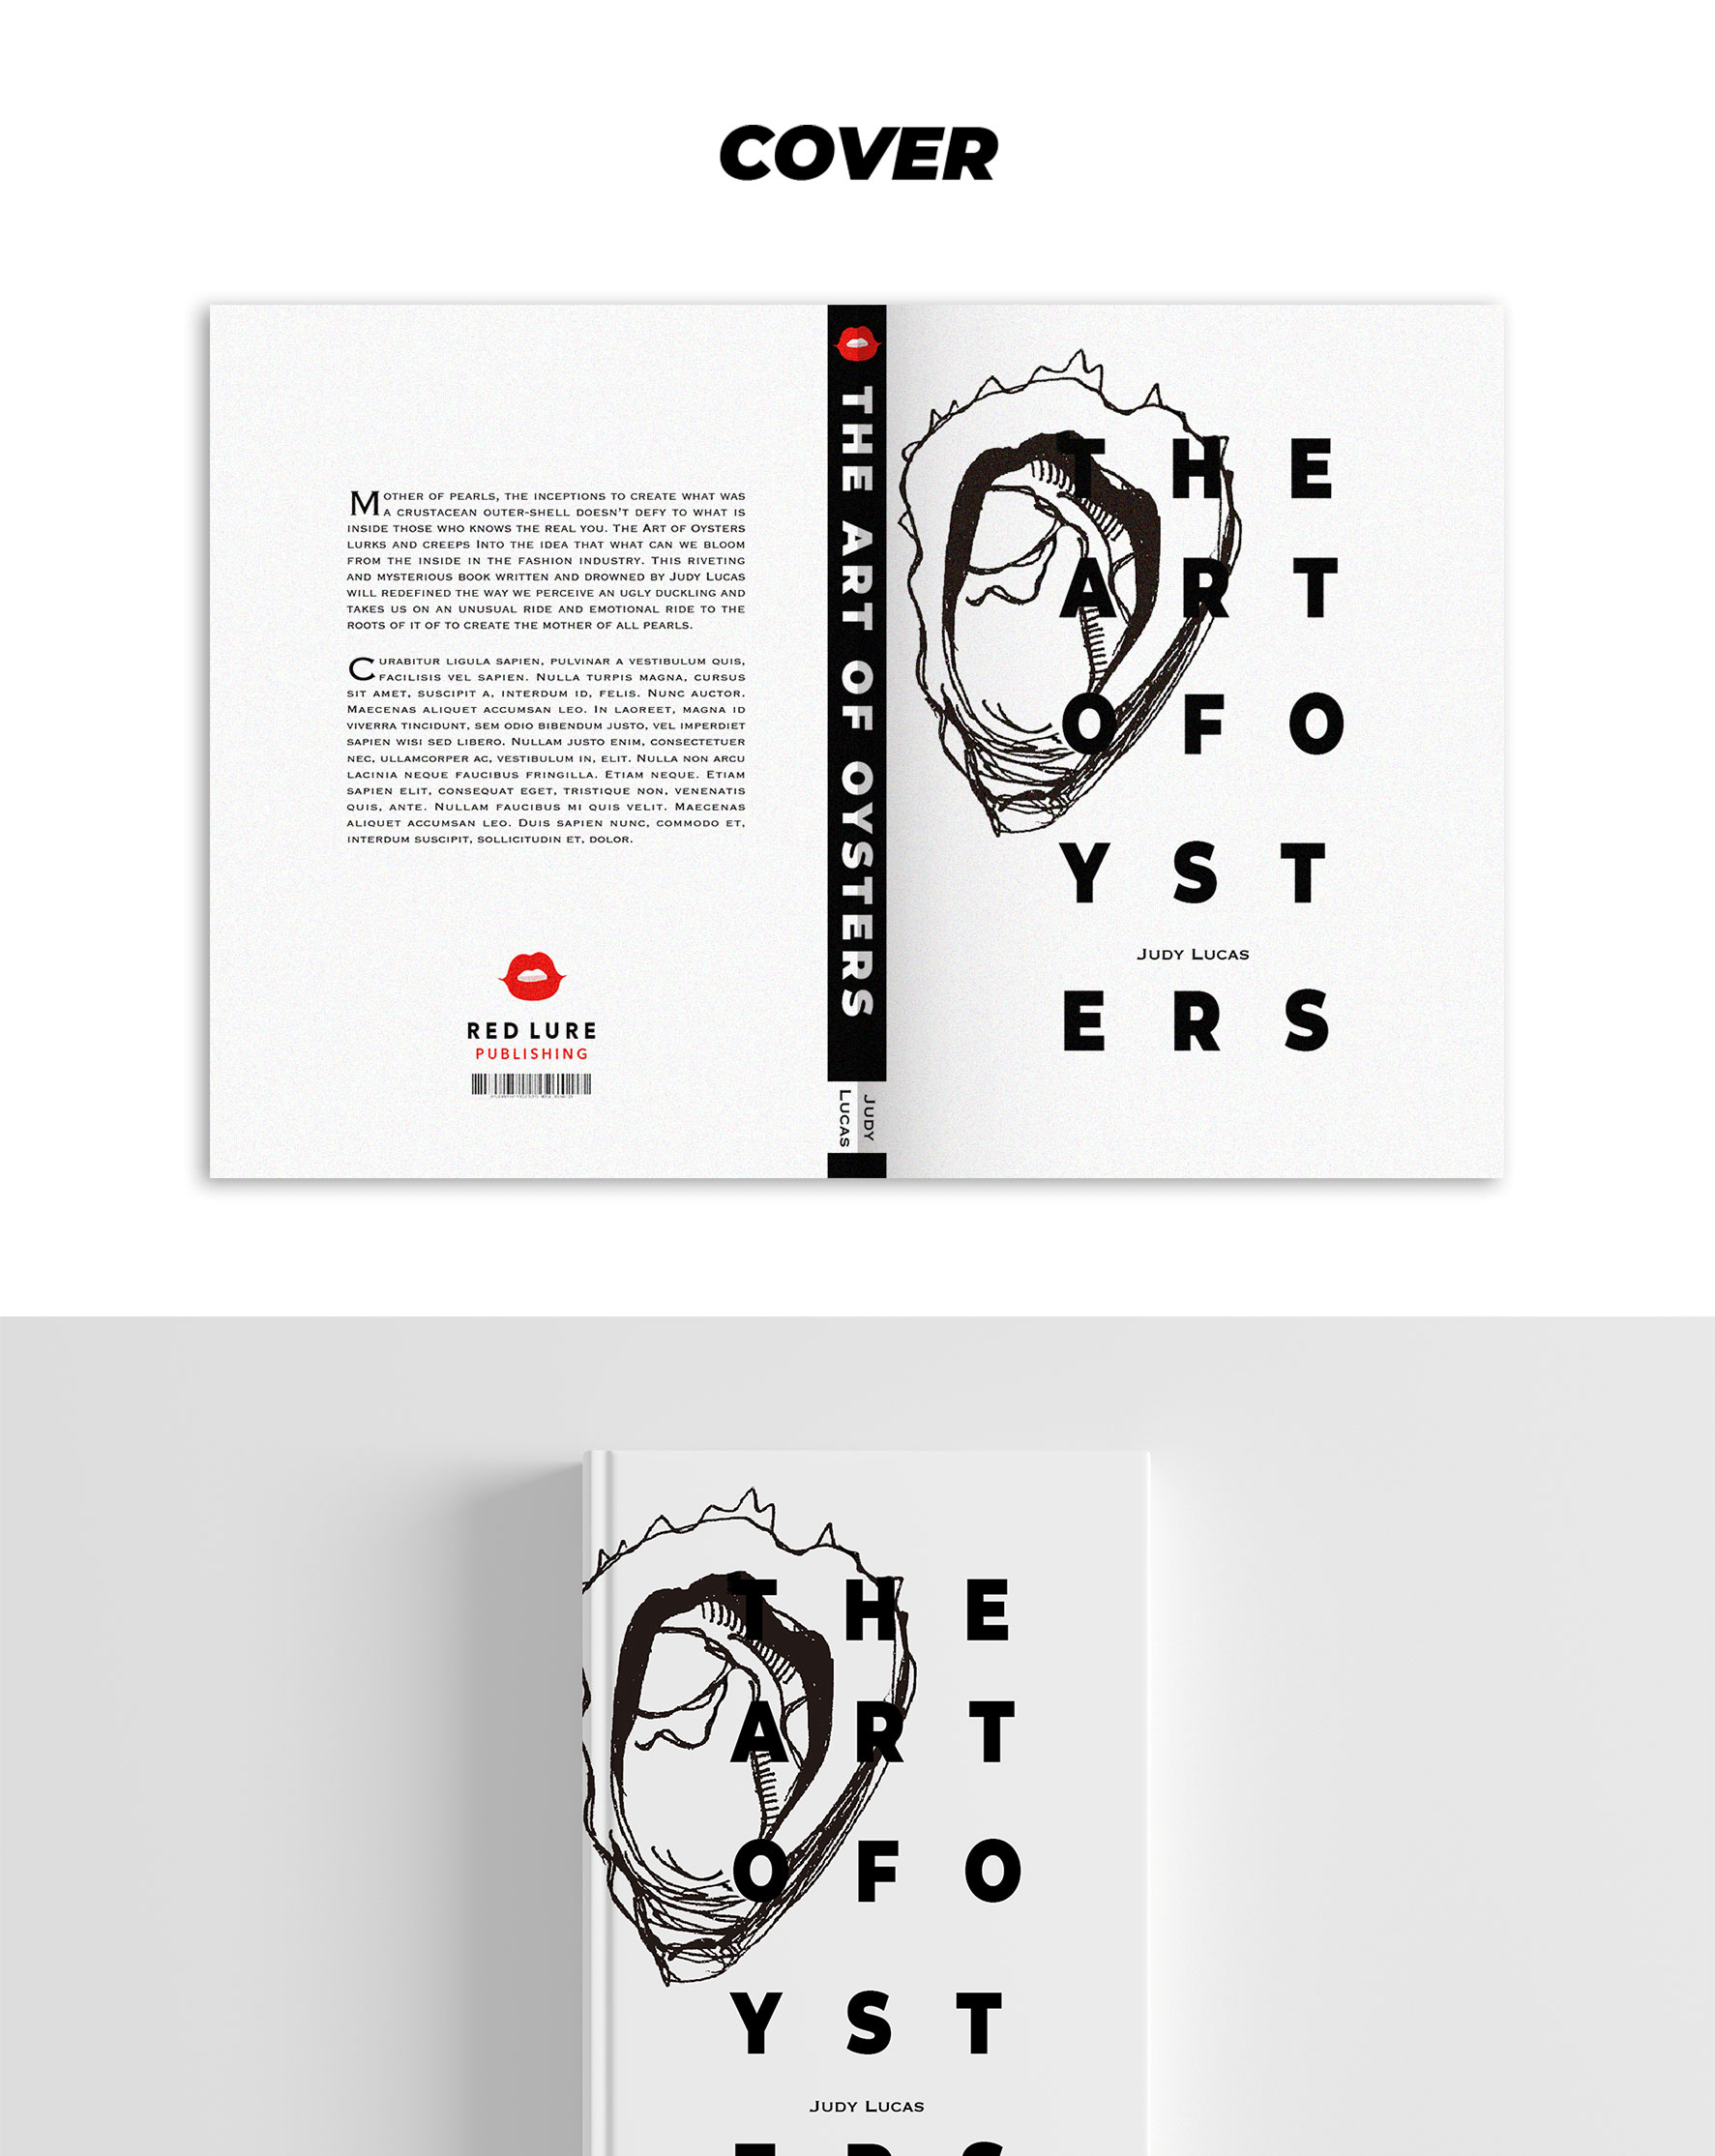 COVER
Mother of pearls, the inceptions to create what was
a crustacean outer-shell doesn't defy to what is
inside those who knows the real you. The Art of Oysters
lurks and creeps Into the idea that what can we bloom
from the inside in the fashion industry. This riveting
and mysterious book written and drowned by Judy Lucas
will redefined the way we perceive an ugly duckling and
takes us on an unusual ride and emotional ride to the
roots of it of to create the mother of all pearls.
Curabitur ligula sapien, pulvinar a vestibulum quis,
facilisis vel sapien. Nulla turpis magna, cursus
sit amet, suscipit a, interdum id, felis. Nunc auctor.
Maecenas aliquet accumsan leo. In laoreet, magna id
viverra tincidunt, sem odio bibendum justo, vel imperdiet
sapien wisi sed libero. Nullam justo enim, consectetuer
nec, ullamcorper ac, vestibulum in, elit. Nulla non arcu
lacinia neque faucibus fringilla. Etiam neque. Etiam
sapien elit, consequat eget, tristique non, venenatis
quis, ante. Nullam faucibus mi quis velit. Maecenas
aliquet accumsan leo. Duis sapien nunc, commodo et,
interdum suscipit, sollicitudin et, dolor.
RED LURE
PUBLISHING
THE ART OF OYSTERS
Judy
Lucas
T H E
A R T
O F O
Y S T
Judy Lucas
E R S
T H E
A R T
O F O
Y S T
Judy Lucas
E R S